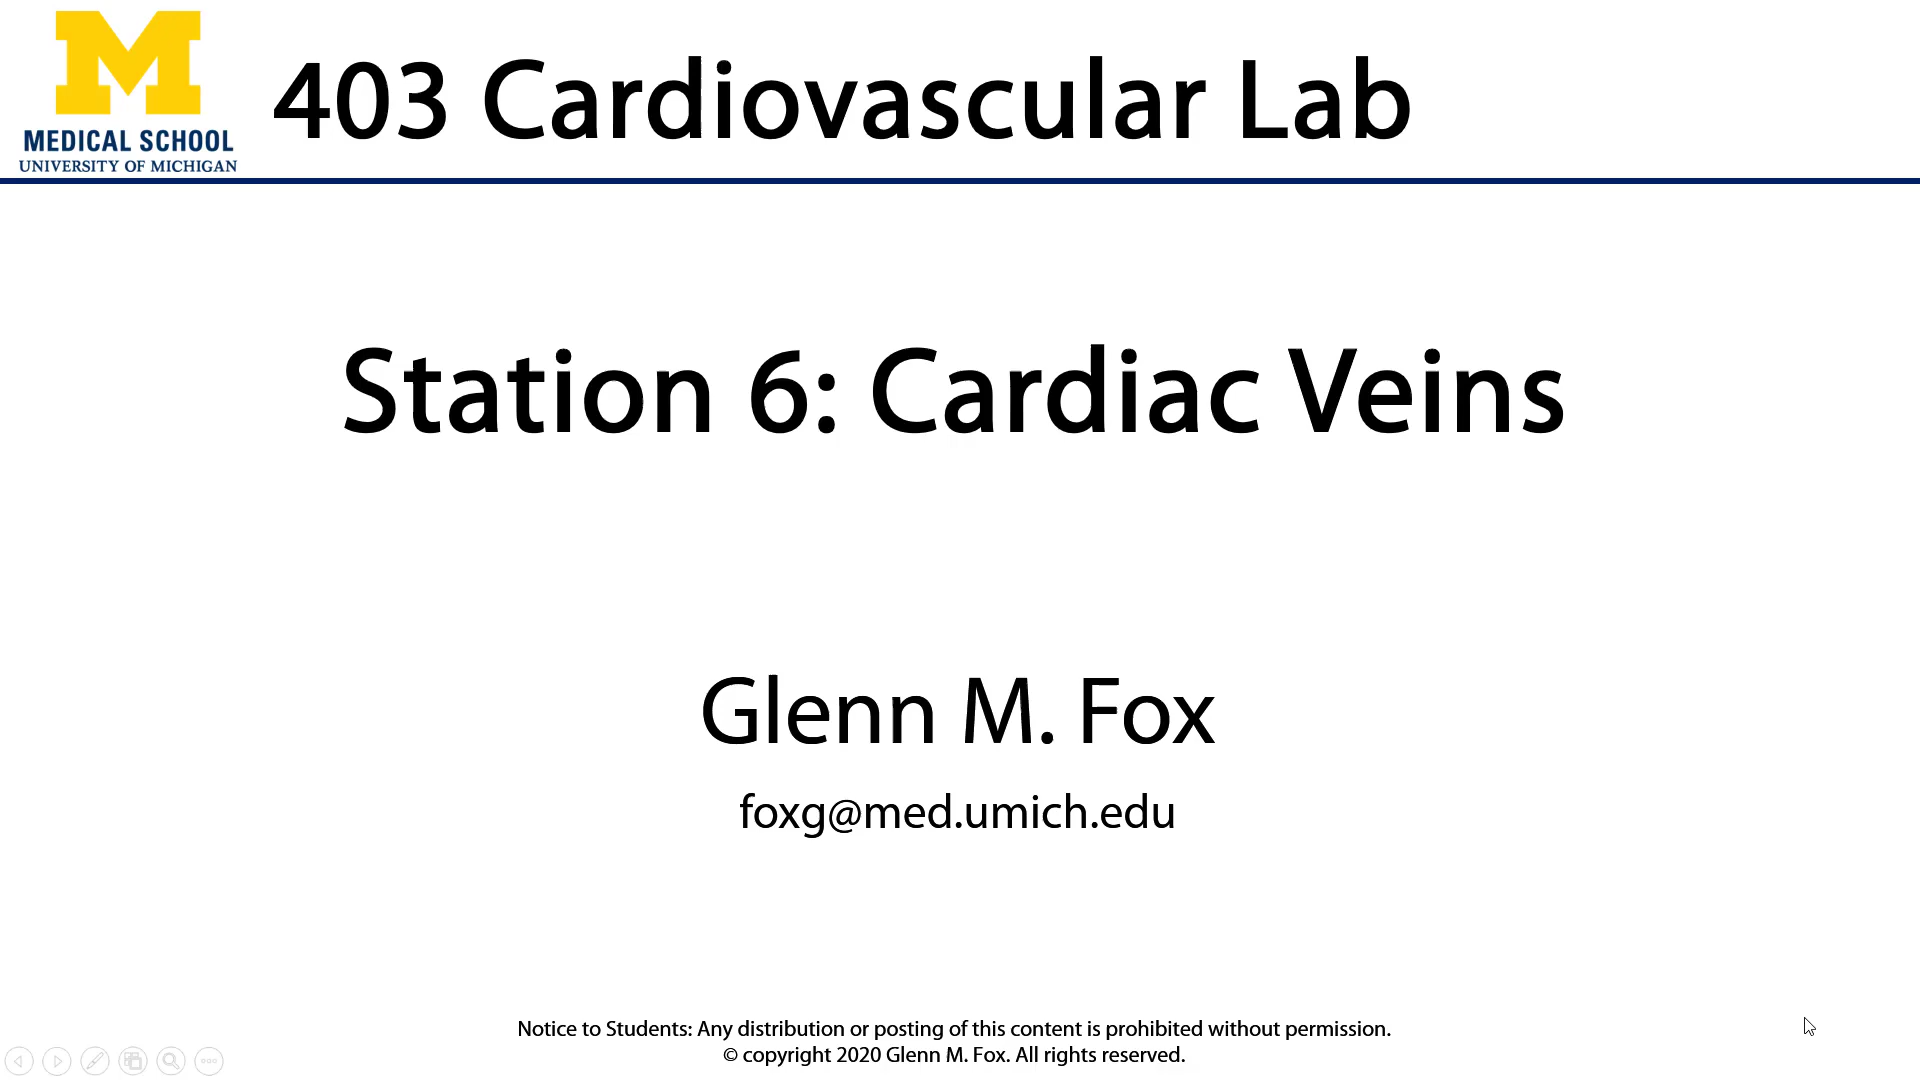 M
MEDICAL SCHOOL
UNIVERSITY OF MICHIGAN
403 Cardiovascular Lab
Station 6: Cardiac Veins
Glenn M. Fox
foxg@med.umich.edu
Notice to Students: Any distribution or posting of this content is prohibited without permission.
© copyright 2020 Glenn M. Fox. All rights reserved.